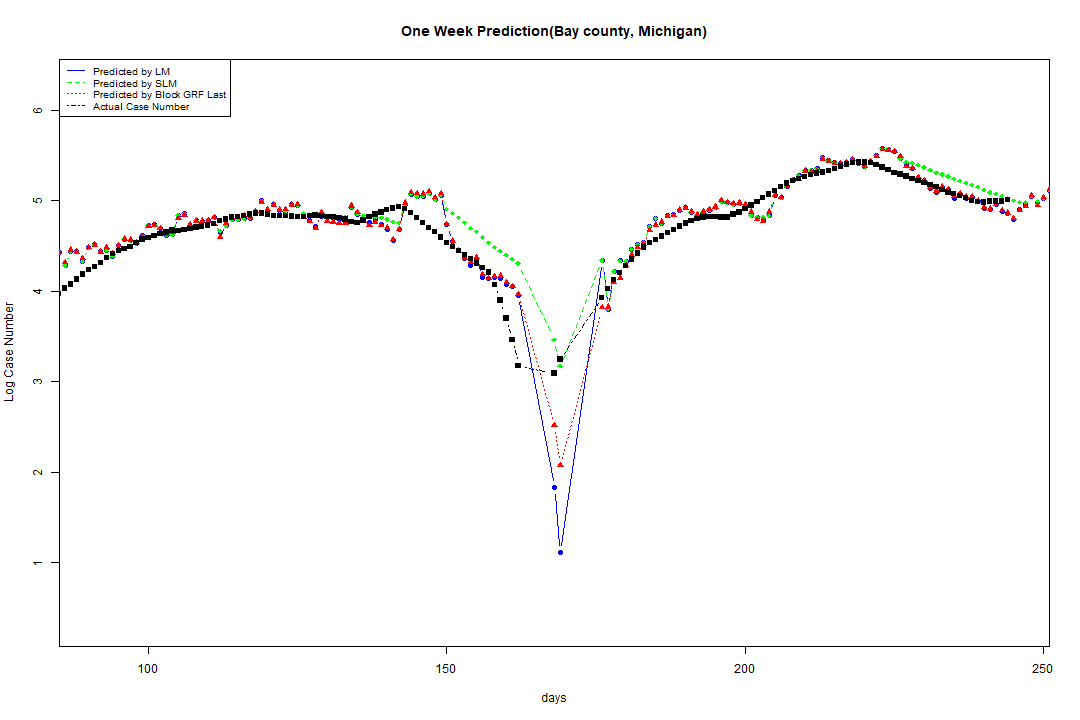 One Week Prediction(Bay county, Michigan)
Predicted by LM
Predicted by SLM
Predicted by Block GRF Last
Actual Case Number
6
5
4
3
2
1
Log Case Number
100 150 200 250
days